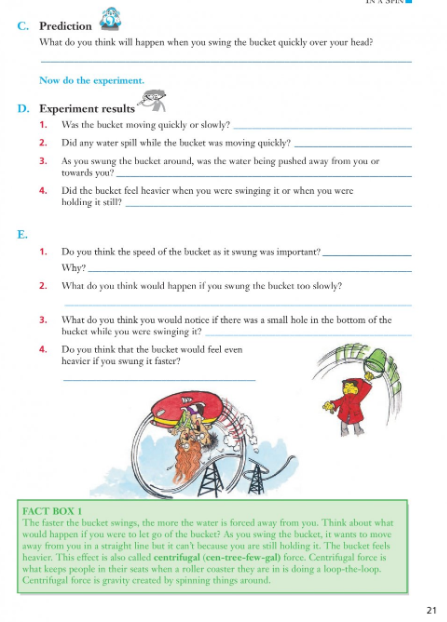 IN A SPIN
C. Prediction
What do you think will happen when you swing the bucket quickly over your head?
Now do the experiment.
D. Experiment results
1. Was the bucket moving quickly or slowly?
2. Did any water spill while the bucket was moving quickly?
3. As you swung the bucket around, was the water being pushed away from you or
towards you?
4. Did the bucket feel heavier when you were swinging it or when you were
holding it still?
E.
1. Do you think the speed of the bucket as it swung was important?
Why?
2. What do you think would happen if you swung the bucket too slowly?
3. What do you think you would notice if there was a small hole in the bottom of the
bucket while you were swinging it?
4. Do you think that the bucket would feel even
heavier if you swung it faster?
FACT BOX 1
The faster the bucket swings, the more the water is forced away from you. Think about what
would happen if you were to let go of the bucket? As you swing the bucket, it wants to move
away from you in a straight line but it can't because you are still holding it. The bucket feels
heavier. This effect is also called centrifugal (cen-tree-few-gal) force. Centrifugal force is
what keeps people in their seats when a roller coaster they are in is doing a loop-the-loop.
Centrifugal force is gravity created by spinning things around.
21